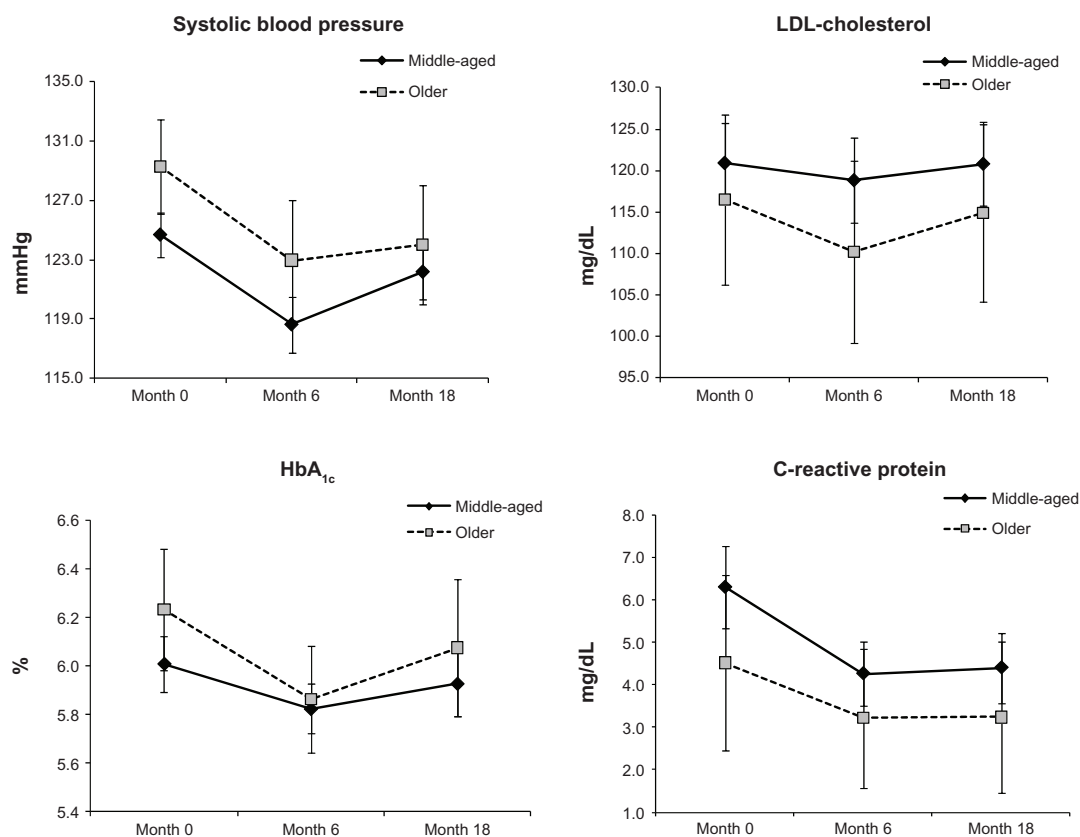 Systolic blood pressure
Middle-aged
Older
135.0
131.0
127.0
123.0
119.0
115.0
mmHg
Month 0
Month 6
Month 18
LDL-cholesterol
Middle-aged
Older
130.0
125.0
120.0
115.0
110.0
105.0
100.0
95.0
mg/dL
Month 0
Month 6
Month 18
HbA1c
Middle-aged
Older
6.6
6.4
6.2
6.0
5.8
5.6
5.4
%
Month 0
Month 6
Month 18
C-reactive protein
Middle-aged
Older
8.0
7.0
6.0
5.0
4.0
3.0
2.0
1.0
mg/dL
Month 0
Month 6
Month 18